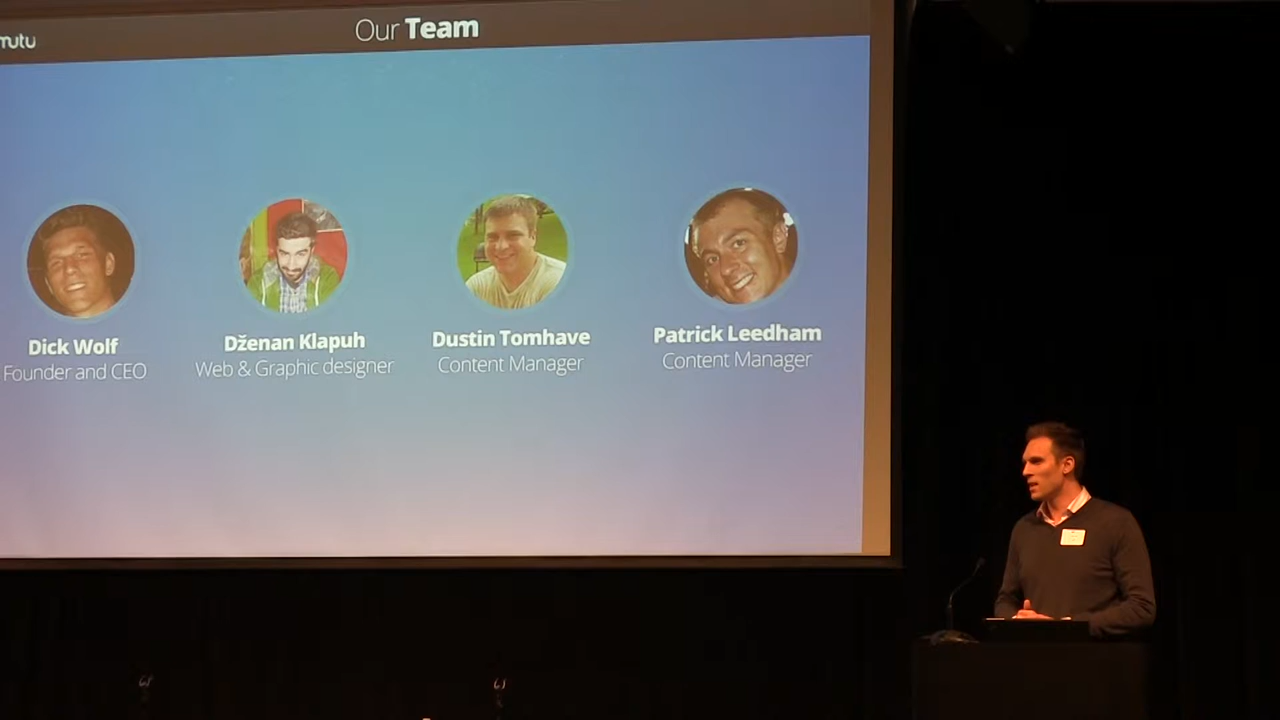 mutu
Our Team
Dick Wolf
Founder and CEO
Dženan Klapuh
Web & Graphic designer
Dustin Tomhave
Content Manager
Patrick Leedham
Content Manager